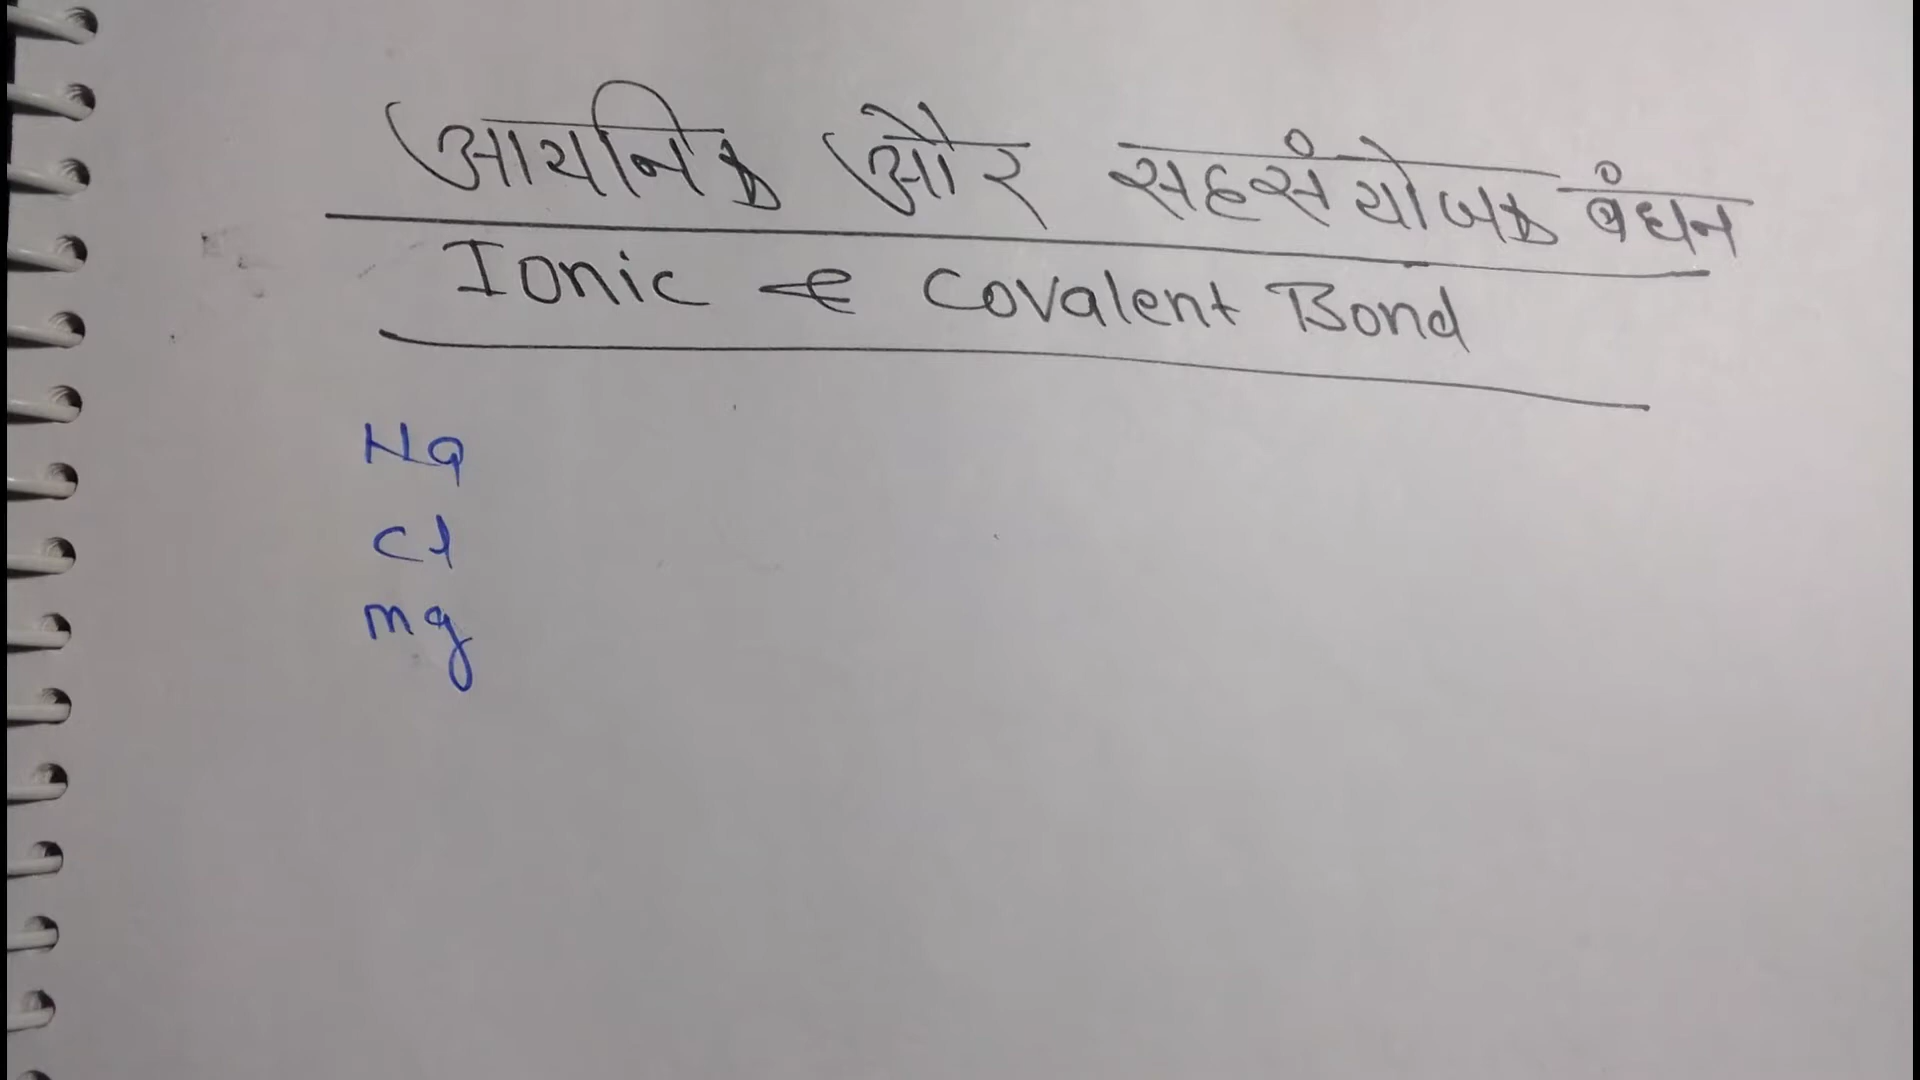 आयनिक और सहसंयोजक बंधन
Ionic & Covalent Bond
Na
Cl
mg